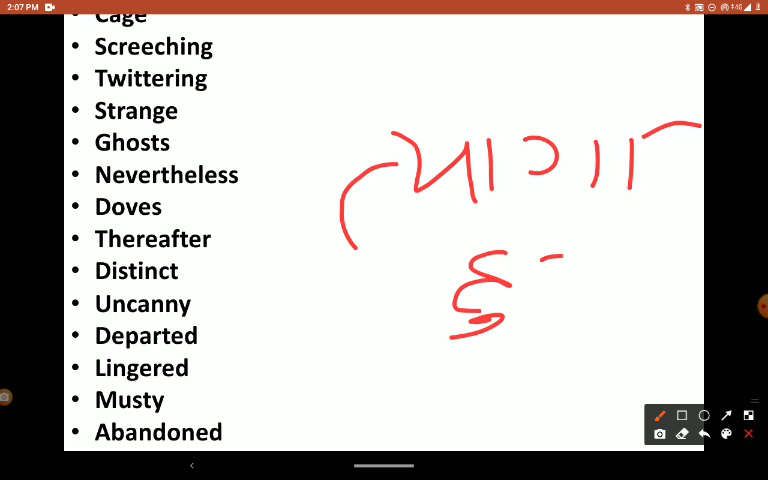 2:07 PM
Cage
• Screeching
• Twittering
• Strange
• Ghosts
• Nevertheless
• Doves
• Thereafter
• Distinct
• Uncanny
• Departed
• Lingered
• Musty
• Abandoned